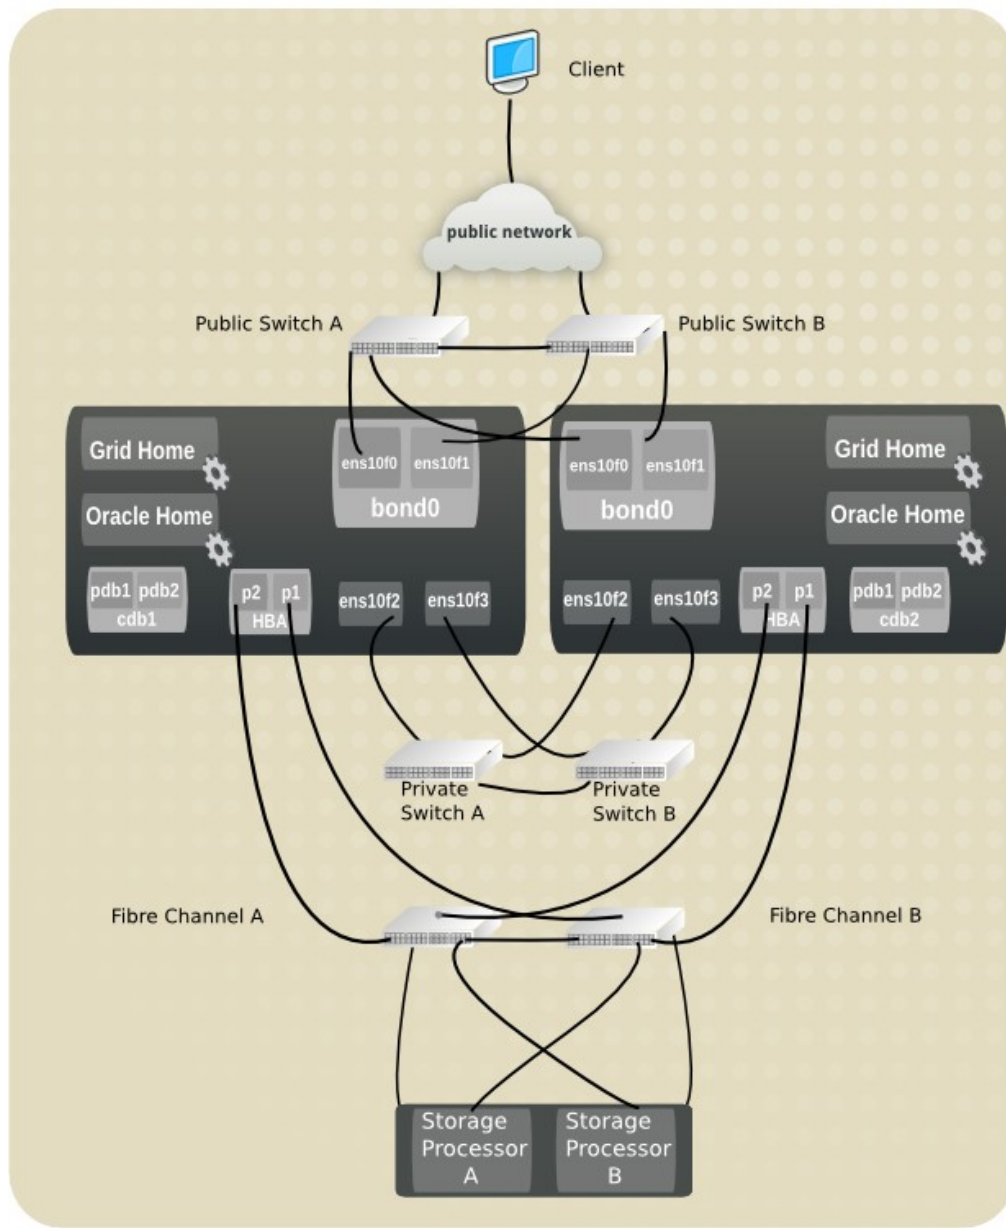 Client
public network
Public Switch A
Public Switch B
Grid Home
Oracle Home
pdb1 pdb2
cdb1
p2 p1
HBA
ens10f0 ens10f1
bond0
ens10f2
ens10f3
ens10f0 ens10f1
bond0
ens10f2
ens10f3
Grid Home
Oracle Home
p2 p1
HBA
pdb1 pdb2
cdb2
Private
Switch A
Private
Switch B
Fibre Channel A
Fibre Channel B
Storage
Processor
A
Storage
Processor
B